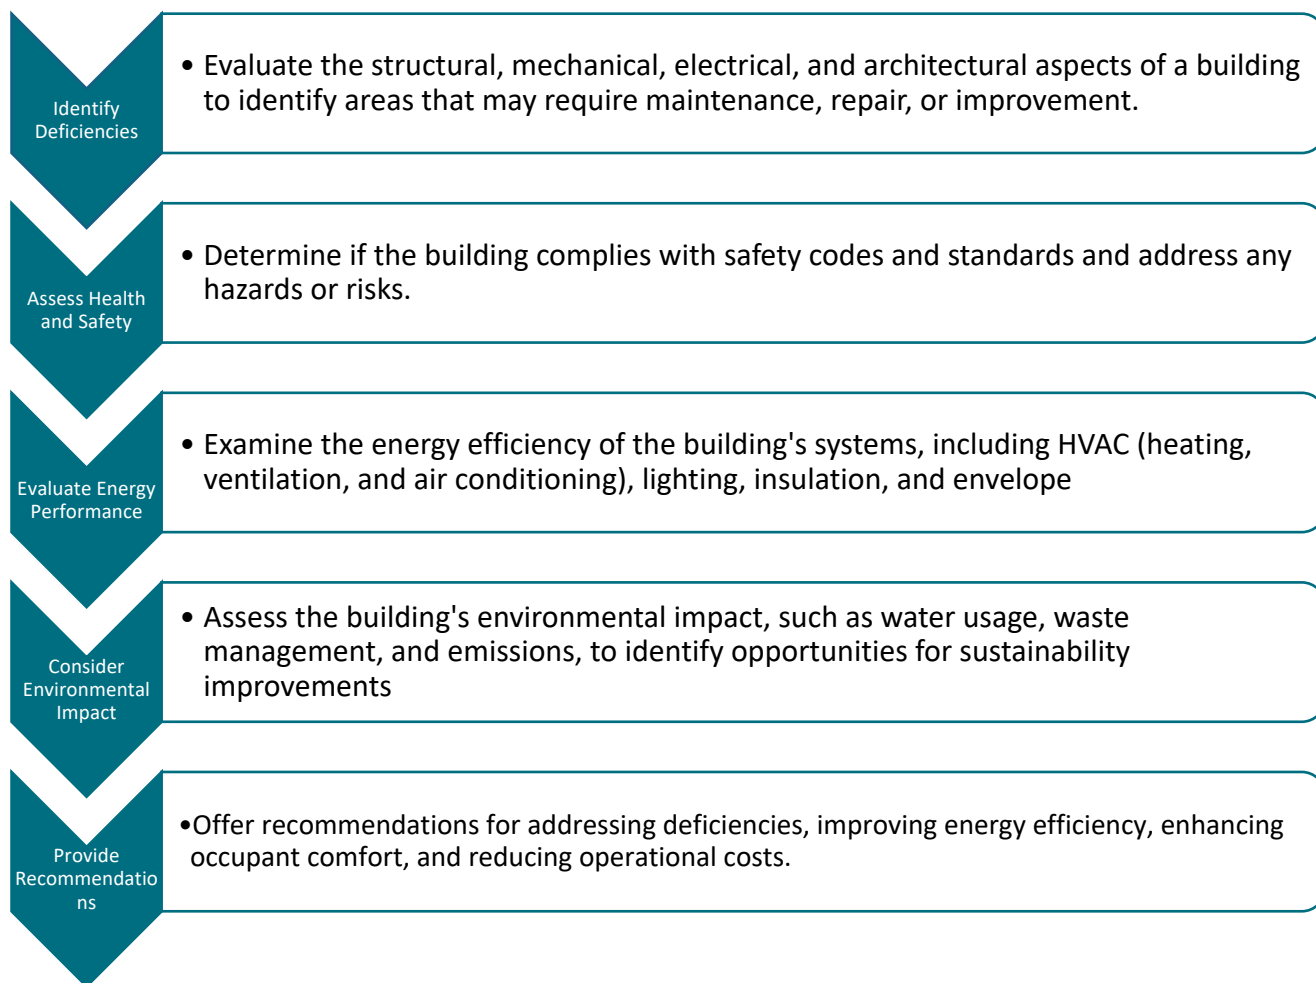 Identify
Deficiencies
• Evaluate the structural, mechanical, electrical, and architectural aspects of a building
to identify areas that may require maintenance, repair, or improvement.
Assess Health
and Safety
• Determine if the building complies with safety codes and standards and address any
hazards or risks.
Evaluate Energy
Performance
• Examine the energy efficiency of the building's systems, including HVAC (heating,
ventilation, and air conditioning), lighting, insulation, and envelope
Consider
Environmental
Impact
• Assess the building's environmental impact, such as water usage, waste
management, and emissions, to identify opportunities for sustainability
improvements
Provide
Recommendatio
ns
•Offer recommendations for addressing deficiencies, improving energy efficiency, enhancing
occupant comfort, and reducing operational costs.